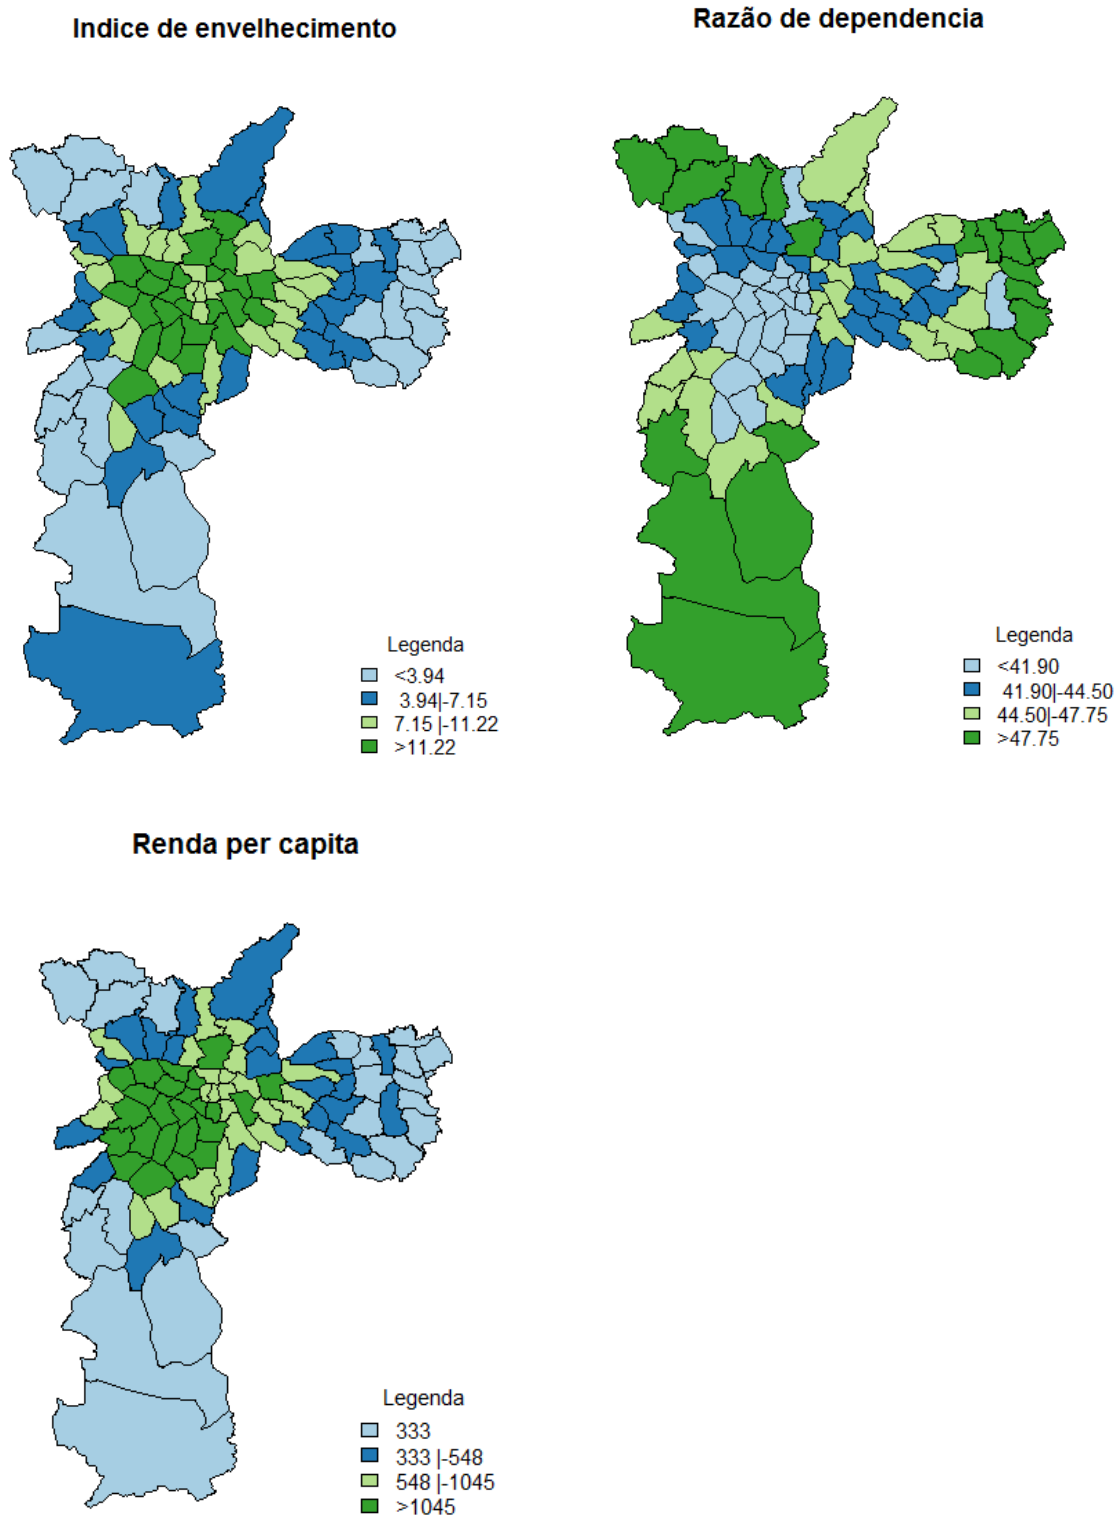 Indice de envelhecimento
Razão de dependencia
Legenda
<3.94
3.94|-7.15
7.15 |-11.22
>11.22
Legenda
<41.90
41.90|-44.50
44.50|-47.75
>47.75
Renda per capita
Legenda
333
333 |-548
548 |-1045
>1045